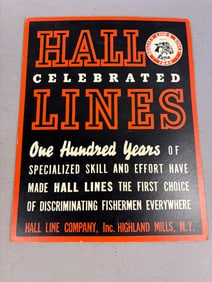 HALL
CELEBRATED
LINES
One Hundred Years OF
SPECIALIZED SKILL AND EFFORT HAVE
MADE HALL LINES THE FIRST CHOICE
OF DISCRIMINATING FISHERMEN EVERYWHERE
HALL LINE COMPANY, Inc. HIGHLAND MILLS, N.Y.